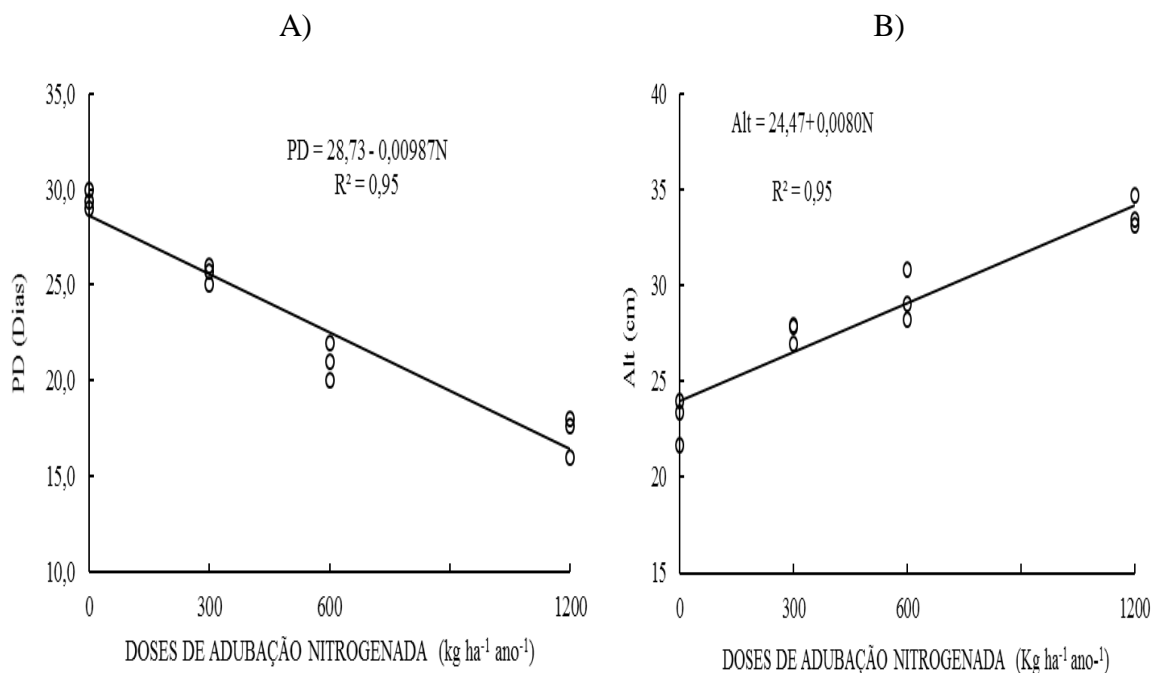 A)
35,0
30,0
25,0
20,0
15,0
10,0
PD (Dias)
PD = 28,73 - 0,00987N
R² = 0,95
0 300 600 1200
DOSES DE ADUBAÇÃO NITROGENADA (kg ha⁻¹ ano⁻¹)
B)
40
35
30
25
20
15
Alt (cm)
Alt = 24,47+0,0080N
R² = 0,95
0 300 600 1200
DOSES DE ADUBAÇÃO NITROGENADA (Kg ha⁻¹ ano-¹)